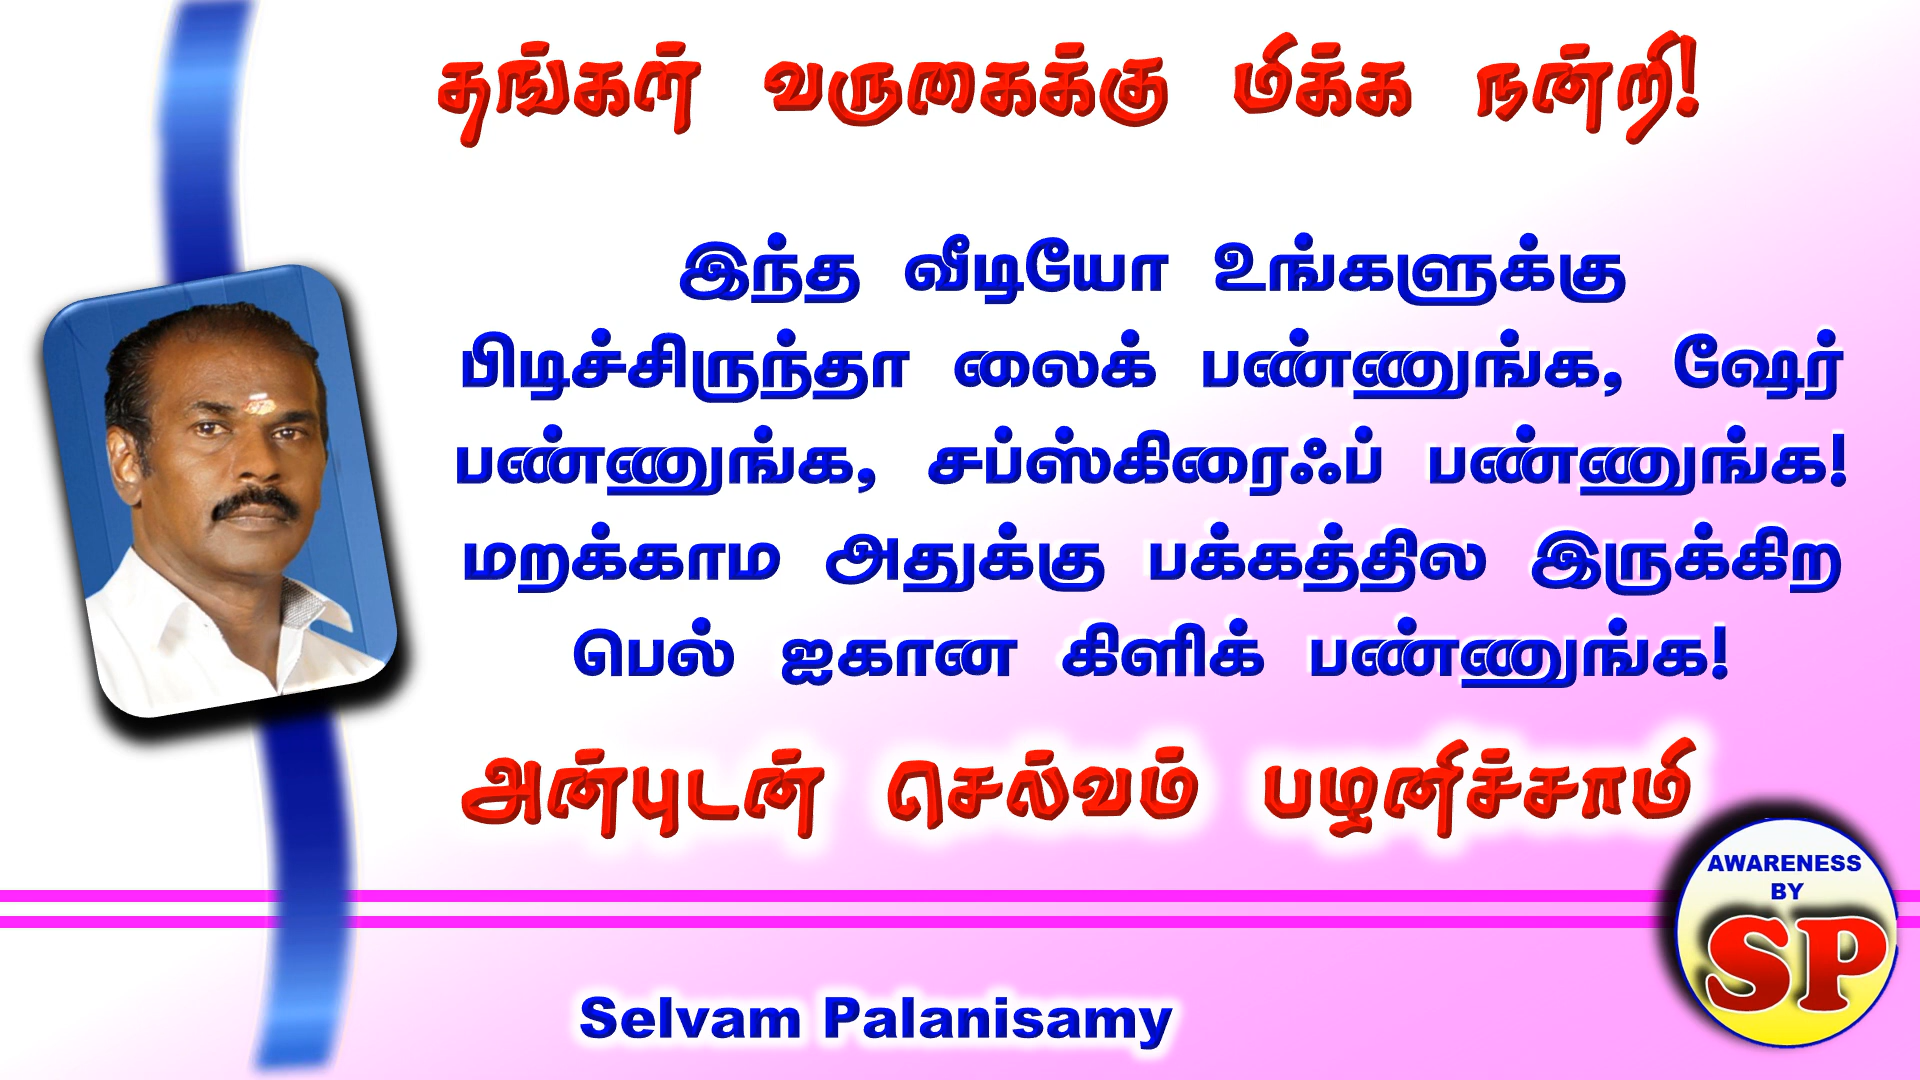 தங்கள் வருகைக்கு மிக்க நன்றி!
இந்த வீடியோ உங்களுக்கு
பிடிச்சிருந்தா லைக் பண்ணுங்க, ஷேர்
பண்ணுங்க, சப்ஸ்கிரைஃப் பண்ணுங்க!
மறக்காம அதுக்கு பக்கத்தில இருக்கிற
பெல் ஐகான கிளிக் பண்ணுங்க!
அன்புடன் செல்வம் பழனிச்சாமி
AWARENESS
BY
SP
Selvam Palanisamy